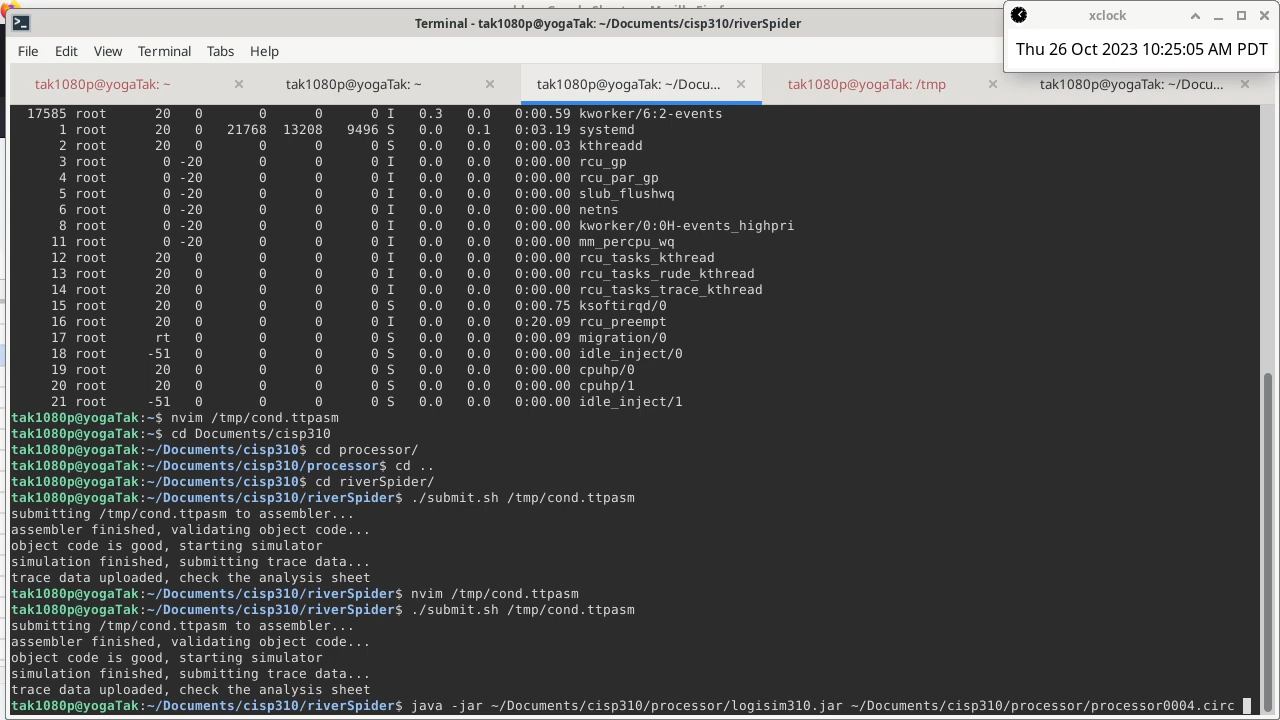 Terminal - tak1080p@yogaTak: ~/Documents/cisp310/riverSpider
xclock
Thu 26 Oct 2023 10:25:05 AM PDT
File Edit View Terminal Tabs Help
tak1080p@yogaTak: ~ tak1080p@yogaTak: ~ tak1080p@yogaTak: ~/Docu... tak1080p@yogaTak: /tmp tak1080p@yogaTak: ~/Docu...
17585 root 20 0 0 0 0 I 0.3 0.0 0:00.59 kworker/6:2-events
1 root 20 0 21768 13208 9496 S 0.0 0.1 0:03.19 systemd
2 root 20 0 0 0 0 S 0.0 0.0 0:00.03 kthreadd
3 root 0 -20 0 0 0 I 0.0 0.0 0:00.00 rcu_gp
4 root 0 -20 0 0 0 I 0.0 0.0 0:00.00 rcu_par_gp
5 root 0 -20 0 0 0 I 0.0 0.0 0:00.00 slub_flushwq
6 root 0 -20 0 0 0 I 0.0 0.0 0:00.00 netns
8 root 0 -20 0 0 0 I 0.0 0.0 0:00.00 kworker/0:0H-events_highpri
11 root 0 -20 0 0 0 I 0.0 0.0 0:00.00 mm_percpu_wq
12 root 20 0 0 0 0 I 0.0 0.0 0:00.00 rcu_tasks_kthread
13 root 20 0 0 0 0 I 0.0 0.0 0:00.00 rcu_tasks_rude_kthread
14 root 20 0 0 0 0 I 0.0 0.0 0:00.00 rcu_tasks_trace_kthread
15 root 20 0 0 0 0 S 0.0 0.0 0:00.75 ksoftirqd/0
16 root 20 0 0 0 0 I 0.0 0.0 0:20.09 rcu_preempt
17 root rt 0 0 0 0 S 0.0 0.0 0:00.09 migration/0
18 root -51 0 0 0 0 S 0.0 0.0 0:00.00 idle_inject/0
19 root 20 0 0 0 0 S 0.0 0.0 0:00.00 cpuhp/0
20 root 20 0 0 0 0 S 0.0 0.0 0:00.00 cpuhp/1
21 root -51 0 0 0 0 S 0.0 0.0 0:00.00 idle_inject/1
tak1080p@yogaTak:~$ nvim /tmp/cond.ttpasm
tak1080p@yogaTak:~$ cd Documents/cisp310
tak1080p@yogaTak:~/Documents/cisp310$ cd processor/
tak1080p@yogaTak:~/Documents/cisp310/processor$ cd ..
tak1080p@yogaTak:~/Documents/cisp310$ cd riverSpider/
tak1080p@yogaTak:~/Documents/cisp310/riverSpider$ ./submit.sh /tmp/cond.ttpasm
submitting /tmp/cond.ttpasm to assembler...
assembler finished, validating object code...
object code is good, starting simulator
simulation finished, submitting trace data...
trace data uploaded, check the analysis sheet
tak1080p@yogaTak:~/Documents/cisp310/riverSpider$ nvim /tmp/cond.ttpasm
tak1080p@yogaTak:~/Documents/cisp310/riverSpider$ ./submit.sh /tmp/cond.ttpasm
submitting /tmp/cond.ttpasm to assembler...
assembler finished, validating object code...
object code is good, starting simulator
simulation finished, submitting trace data...
trace data uploaded, check the analysis sheet
tak1080p@yogaTak:~/Documents/cisp310/riverSpider$ java -jar ~/Documents/cisp310/processor/logisim310.jar ~/Documents/cisp310/processor/processor0004.circ